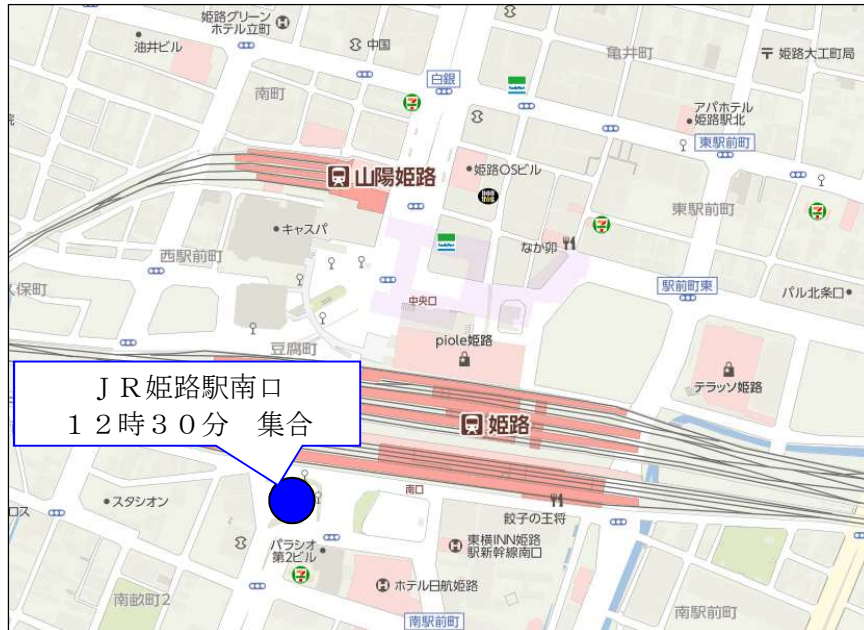 姫路グリーン
ホテル立町
油井ビル
中国
白銀
亀井町
姫路大工町局
南町
アパホテル
姫路駅北
東駅前町
山陽姫路
姫路OSビル
東駅前町
キャスパ
なか卯
西駅前町
駅前町東
久保町
パル北条口
中央口
豆腐町
piole姫路
テラッソ姫路
JR姫路駅南口
12時30分 集合
姫路
スタシオン
南口
餃子の王将
ロス
パラシオ
第2ビル
東横INN姫路
駅新幹線南口
ホテル日航姫路
南畝町2
南駅前町
南駅前町